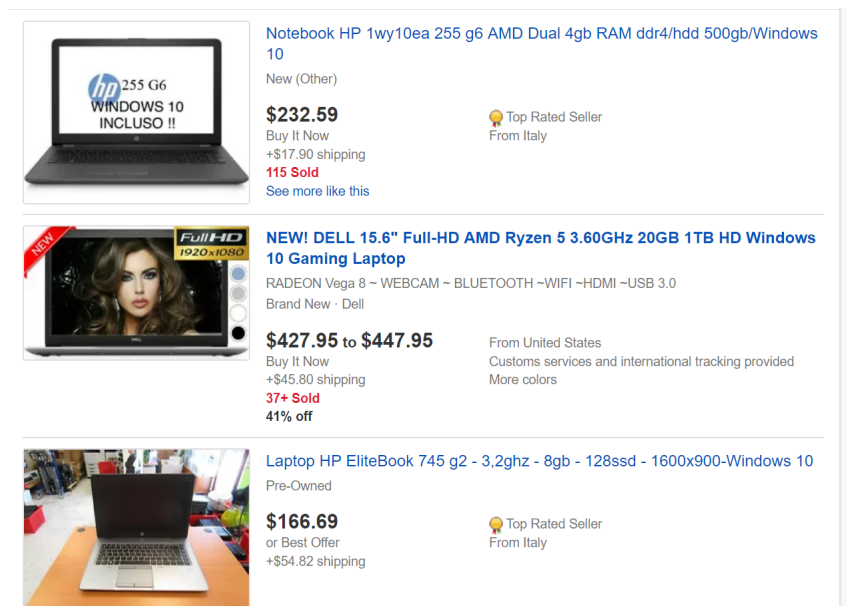 Notebook HP 1wy10ea 255 g6 AMD Dual 4gb RAM ddr4/hdd 500gb/Windows
10
New (Other)
hp 255 G6
WINDOWS 10
INCLUSO !!
$232.59
Buy It Now
+$17.90 shipping
115 Sold
See more like this
Top Rated Seller
From Italy
NEW
FullHD
1920x1080
DELL
NEW! DELL 15.6" Full-HD AMD Ryzen 5 3.60GHz 20GB 1TB HD Windows
10 Gaming Laptop
RADEON Vega 8 ~ WEBCAM ~ BLUETOOTH ~WIFI ~HDMI ~USB 3.0
Brand New · Dell
$427.95 to $447.95
Buy It Now
+$45.80 shipping
37+ Sold
41% off
From United States
Customs services and international tracking provided
More colors
Laptop HP EliteBook 745 g2 - 3,2ghz - 8gb - 128ssd - 1600x900-Windows 10
Pre-Owned
$166.69
or Best Offer
+$54.82 shipping
Top Rated Seller
From Italy